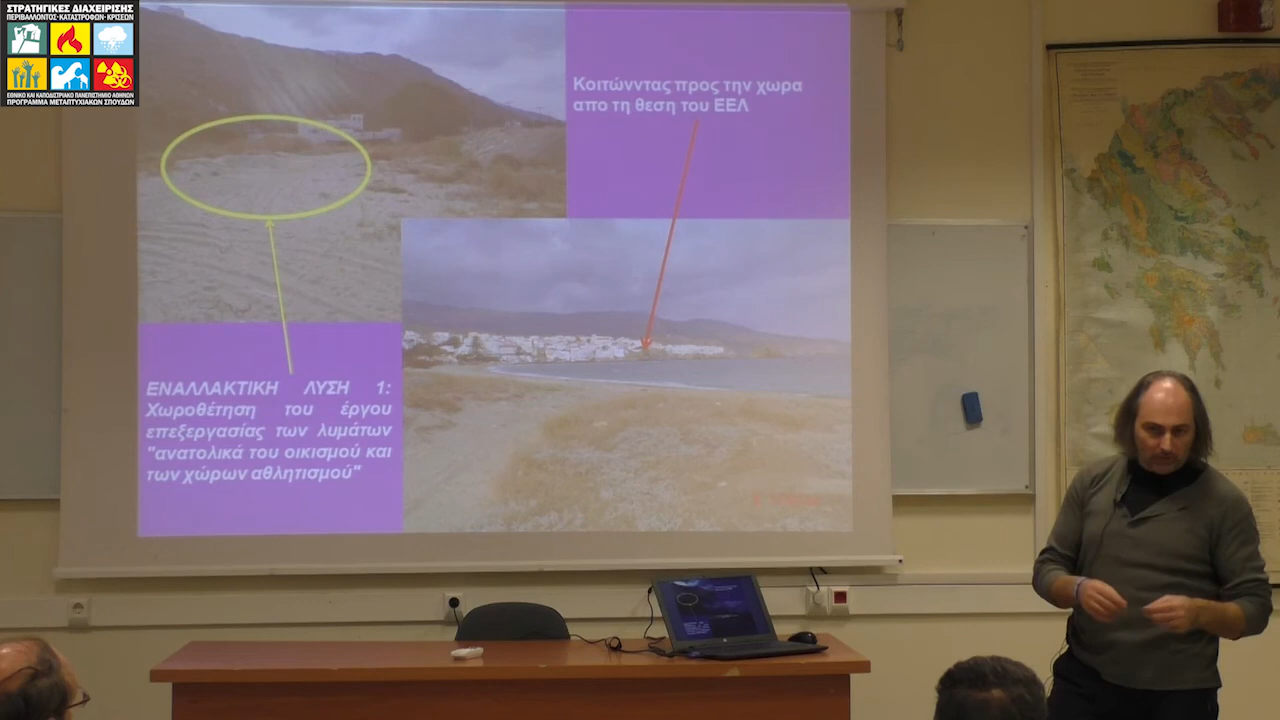 ΣΤΡΑΤΗΓΙΚΕΣ ΔΙΑΧΕΙΡΙΣΗΣ
ΠΕΡΙΒΑΛΛΟΝΤΟΣ·ΚΑΤΑΣΤΡΟΦΩΝ·ΚΡΙΣΕΩΝ
ΕΘΝΙΚΟ ΚΑΙ ΚΑΠΟΔΙΣΤΡΙΑΚΟ ΠΑΝΕΠΙΣΤΗΜΙΟ ΑΘΗΝΩΝ
ΠΡΟΓΡΑΜΜΑ ΜΕΤΑΠΤΥΧΙΑΚΩΝ ΣΠΟΥΔΩΝ
Κοιτώνντας προς την χωρα
απο τη θεση του ΕΕΛ
ΕΝΑΛΛΑΚΤΙΚΗ ΛΥΣΗ 1:
Χωροθέτηση του έργου
επεξεργασίας των λυμάτων
"ανατολικά του οικισμού και
των χώρων αθλητισμού"